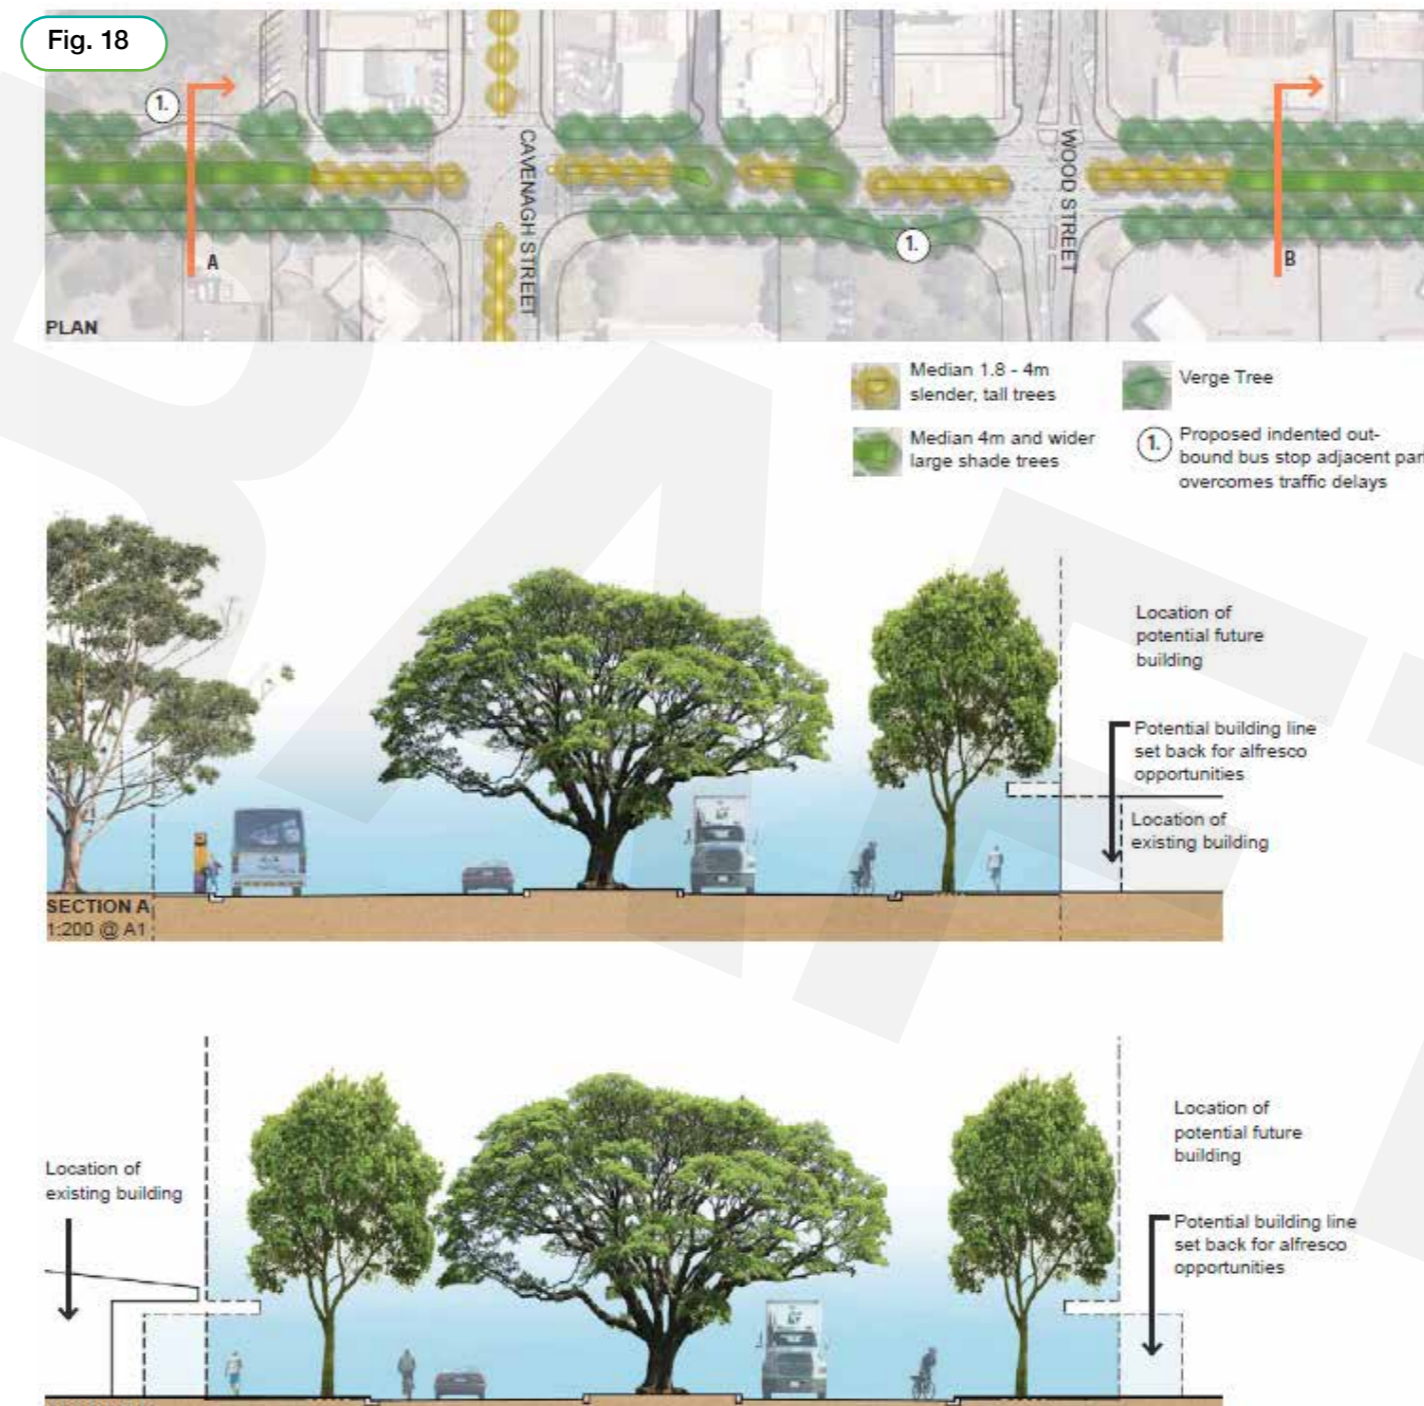 Fig. 18
1.
A
CAVENAGH STREET
1.
WOOD STREET
B
PLAN
Median 1.8 - 4m
slender, tall trees
Median 4m and wider
large shade trees
Verge Tree
1.
Proposed indented out-
bound bus stop adjacent par
overcomes traffic delays
Location of
potential future
building
Potential building line
set back for alfresco
opportunities
Location of
existing building
SECTION A
1:200 @ A1
Location of
existing building
Location of
potential future
building
Potential building line
set back for alfresco
opportunities